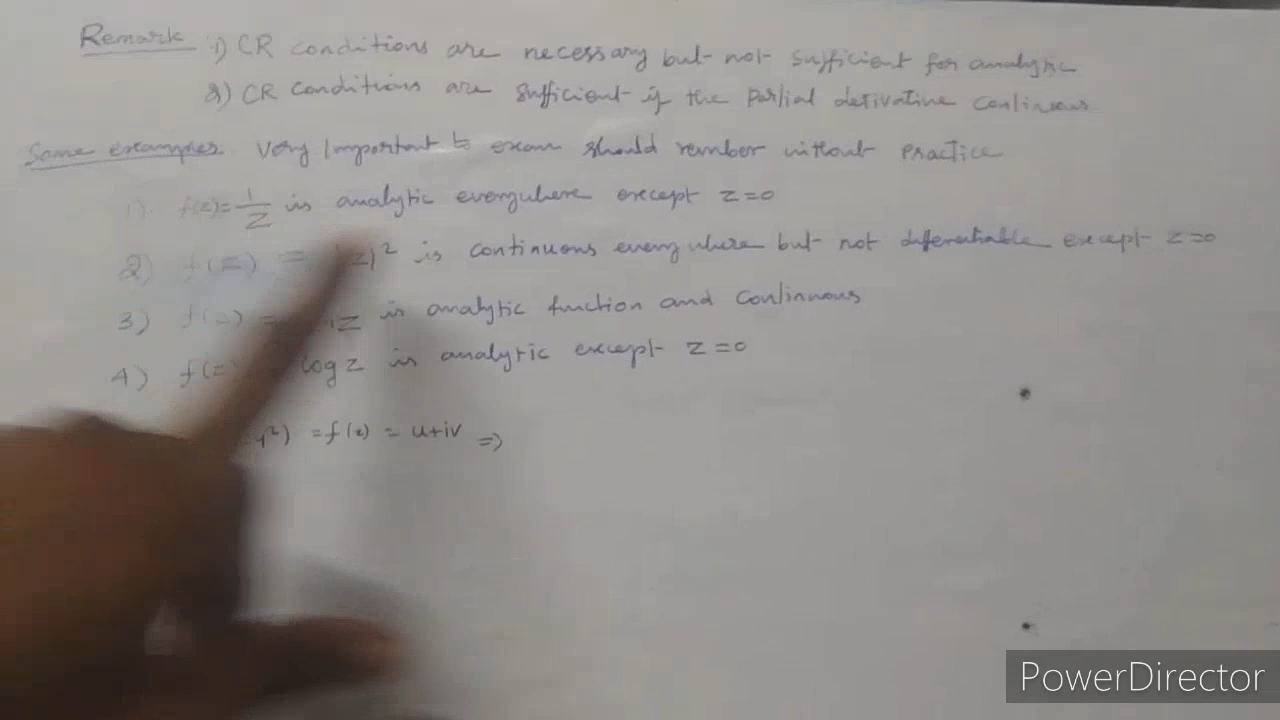 Remark 1) CR conditions are necessary but not sufficient for analytic
2) CR conditions are sufficient if the partial derivative continuous
Some examples very important to exam should rember without practice
1) f(z) = 1/z is analytic everywhere except z=0
2) f(z) = z|² is continuous everywhere but not diferentiable except z=0
3) f(z) = z is analytic function and continuous
4) f(z log z is analytic except z=0
y²) = f(z) = u+iv ⇒
PowerDirector